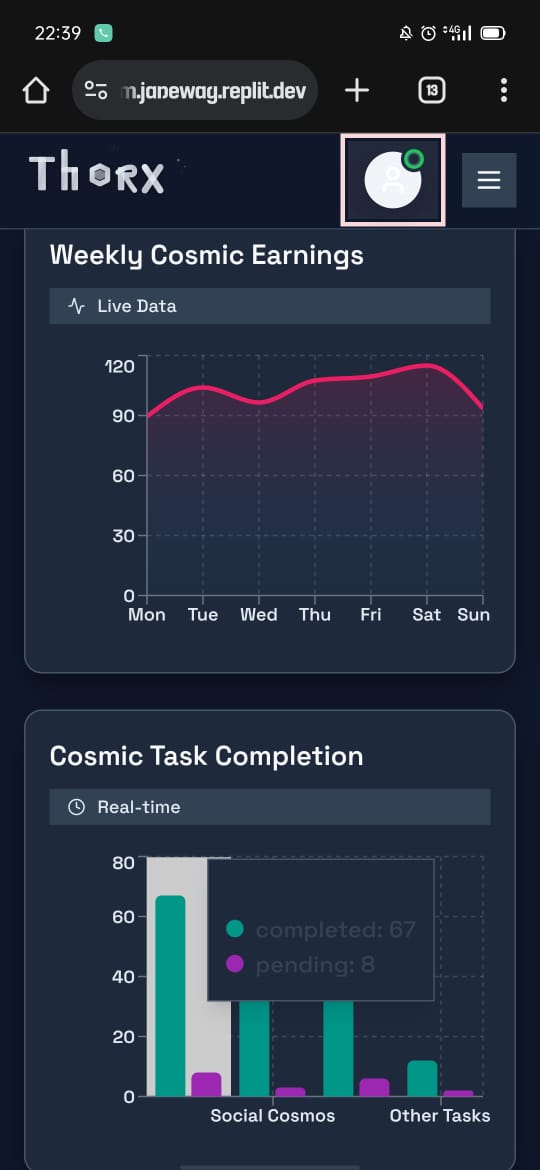 22:39
4G
n.janewag.replit.dev
13
Thorx
Weekly Cosmic Earnings
Live Data
120
90
60
30
0
Mon Tue Wed Thu Fri Sat Sun
Cosmic Task Completion
Real-time
80
60
40
20
0
completed: 67
pending: 8
Social Cosmos Other Tasks